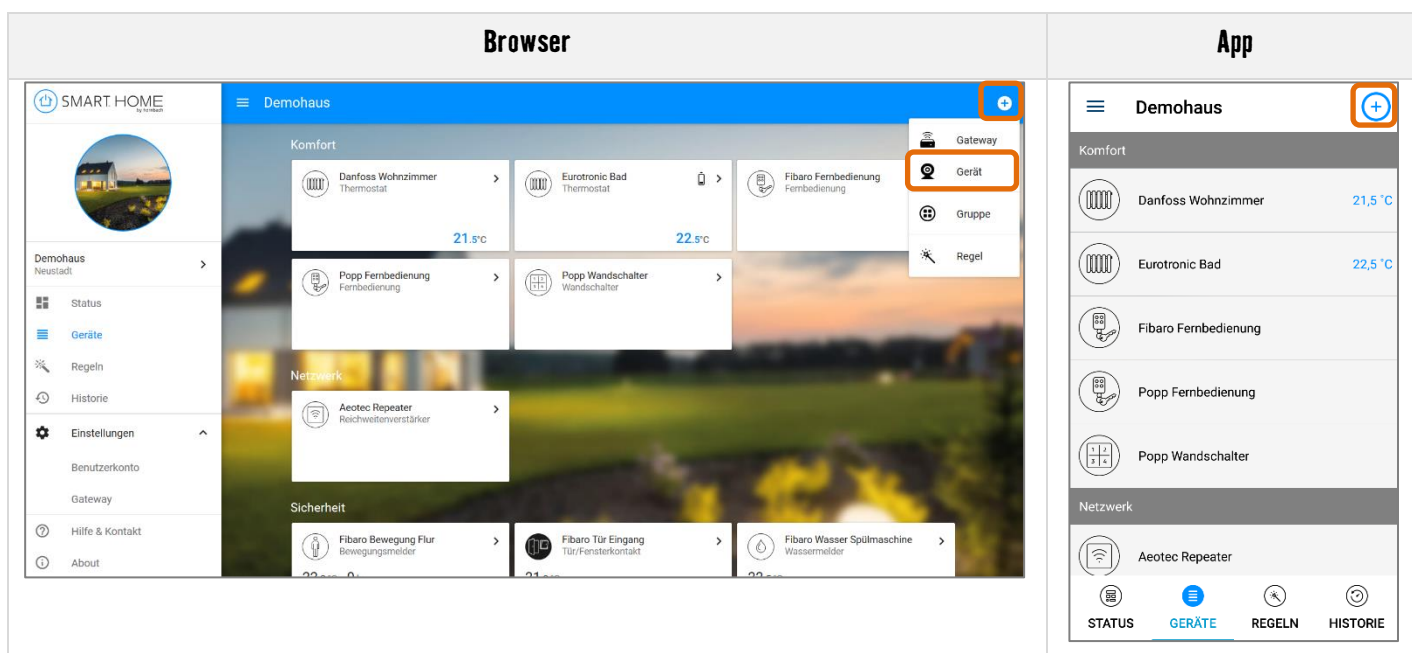 Browser
App
SMART HOME
by hornbach
Demohaus
Neustadt
Status
Geräte
Regeln
Historie
Einstellungen
Benutzerkonto
Gateway
Hilfe & Kontakt
About
Demohaus
Gateway
Gerät
Gruppe
Regel
Komfort
Danfoss Wohnzimmer
Thermostat
21.5°C
Eurotronic Bad
Thermostat
22.5°C
Fibaro Fernbedienung
Fernbedienung
Popp Fernbedienung
Fernbedienung
Popp Wandschalter
Wandschalter
Netzwerk
Aeotec Repeater
Reichweitenverstärker
Sicherheit
Fibaro Bewegung Flur
Bewegungsmelder
Fibaro Tür Eingang
Tür/Fensterkontakt
Fibaro Wasser Spülmaschine
Wassermelder
Demohaus
Komfort
Danfoss Wohnzimmer 21,5 °C
Eurotronic Bad 22,5 °C
Fibaro Fernbedienung
Popp Fernbedienung
Popp Wandschalter
Netzwerk
Aeotec Repeater
STATUS GERÄTE REGELN HISTORIE